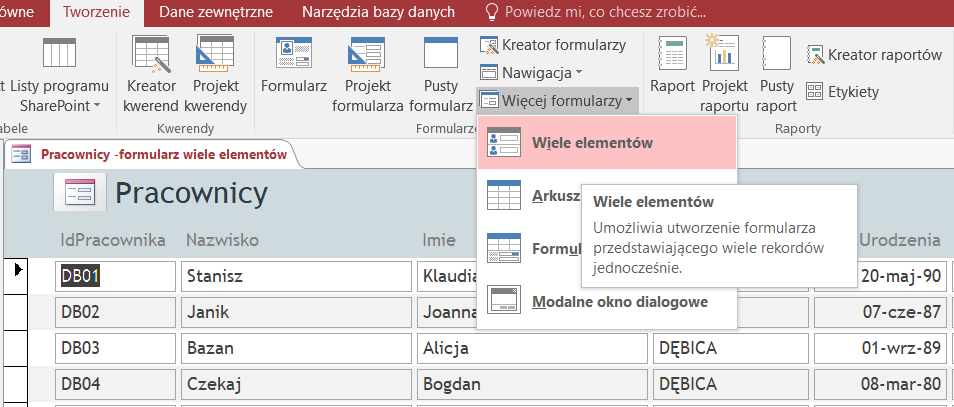 ówne Tworzenie Dane zewnętrzne Narzędzia bazy danych Powiedz mi, co chcesz zrobić...
Listy programu SharePoint
Kreator kwerend
Projekt kwerendy
Kwerendy
Formularz
Projekt formularza
Pusty formularz
Kreator formularzy
Nawigacja
Więcej formularzy
Formularze
Raport
Projekt raportu
Pusty raport
Kreator raportów
Etykiety
Raporty
abele
Wiele elementów
Arkusz
Formul
Modalne okno dialogowe
Wiele elementów
Umożliwia utworzenie formularza
przedstawiającego wiele rekordów
jednocześnie.
Pracownicy -formularz wiele elementów
Pracownicy
IdPracownika Nazwisko Imie Urodzenia
DB01 Stanisz Klaudia 20-maj-90
DB02 Janik Joanna 07-cze-87
DB03 Bazan Alicja DĘBICA 01-wrz-89
DB04 Czekaj Bogdan DĘBICA 08-mar-80